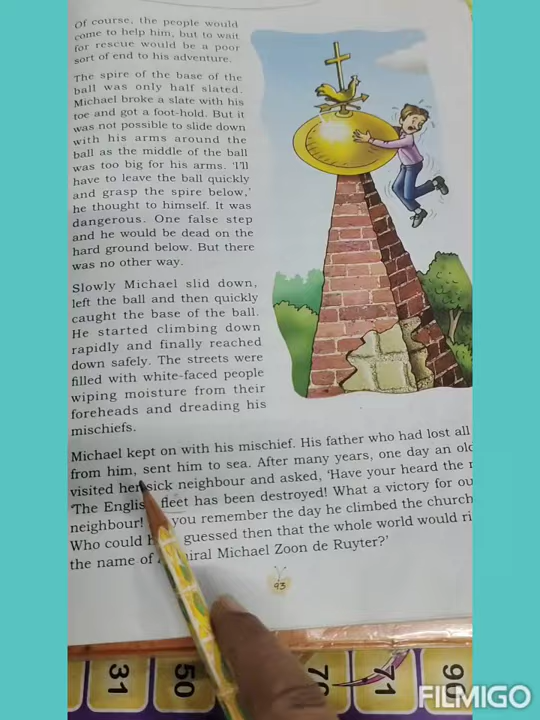 Of course, the people would
come to help him, but to wait
for rescue would be a poor
sort of end to his adventure.
The spire of the base of the
ball was only half slated.
Michael broke a slate with his
toe and got a foot-hold. But it
was not possible to slide down
with his arms around the
ball as the middle of the ball
was too big for his arms. 'I'll
have to leave the ball quickly
and grasp the spire below,'
he thought to himself. It was
dangerous. One false step
and he would be dead on the
hard ground below. But there
was no other way.
Slowly Michael slid down,
left the ball and then quickly
caught the base of the ball.
He started climbing down
rapidly and finally reached
down safely. The streets were
filled with white-faced people
wiping moisture from their
foreheads and dreading his
mischiefs.
Michael kept on with his mischief. His father who had lost all
from him, sent him to sea. After many years, one day an old
visited her sick neighbour and asked, 'Have your heard the
'The English fleet has been destroyed! What a victory for
neighbour! you remember the day he climbed the church
Who could guessed then that the whole world would
the name of Michael Zoon de Ruyter?'
93
31
50
71
90
FILMIGO